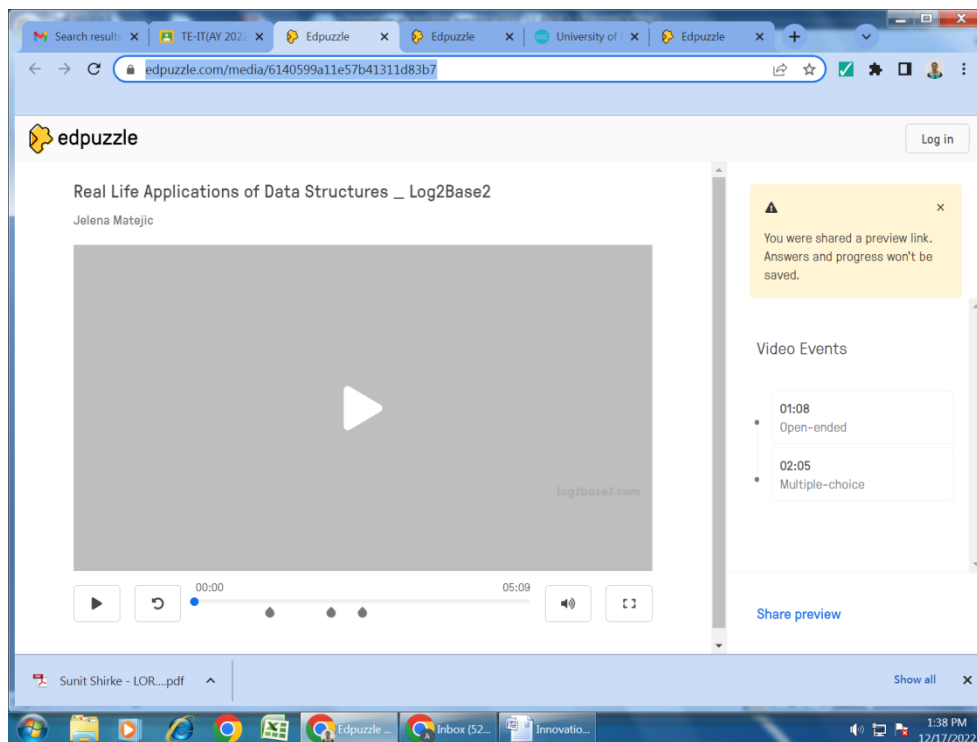 Search results
TE-IT(AY 2022
Edpuzzle
Edpuzzle
University of
Edpuzzle
edpuzzle.com/media/6140599a11e57b41311d83b7
edpuzzle
Log in
Real Life Applications of Data Structures _ Log2Base2
Jelena Matejic
You were shared a preview link.
Answers and progress won't be
saved.
Video Events
01:08
Open-ended
02:05
Multiple-choice
log2base2.com
00:00
05:09
Share preview
Sunit Shirke - LOR....pdf
Show all
Edpuzzle ...
Inbox (52...
Innovatio...
1:38 PM
12/17/2022